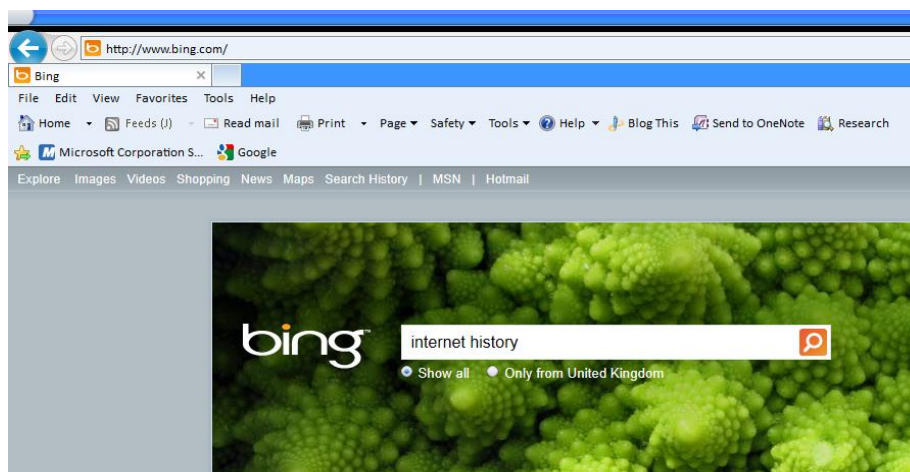 http://www.bing.com/
Bing
File Edit View Favorites Tools Help
Home Feeds (J) Read mail Print Page Safety Tools Help Blog This Send to OneNote Research
Microsoft Corporation S... Google
Explore Images Videos Shopping News Maps Search History | MSN | Hotmail
bing™ internet history
Show all Only from United Kingdom